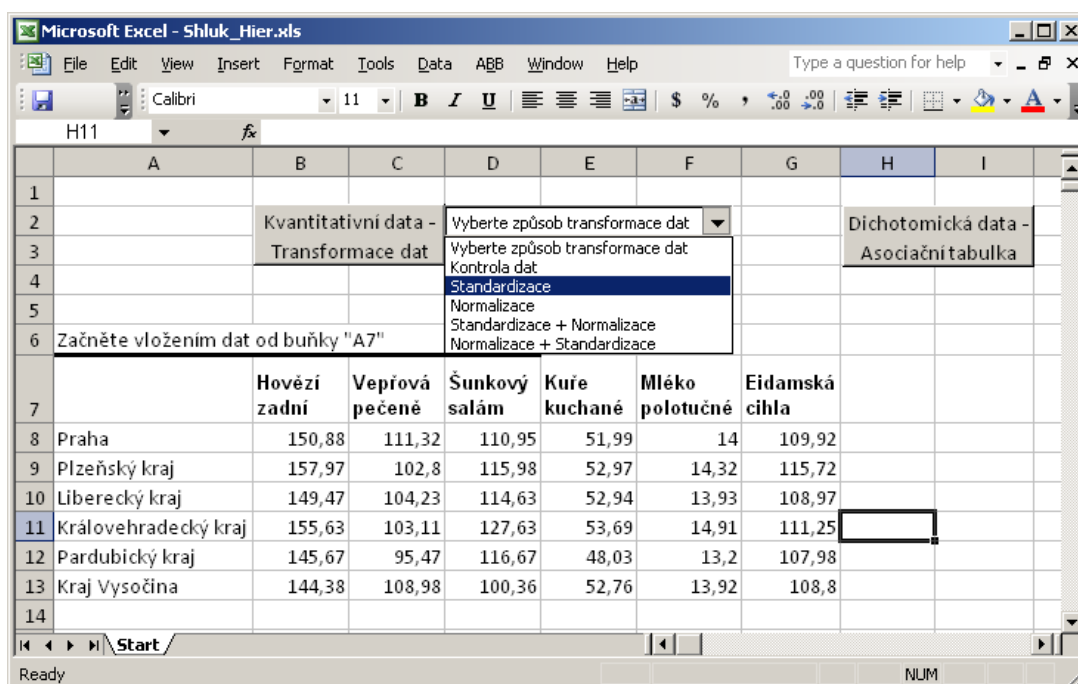 Microsoft Excel - Shluk_Hier.xls
File Edit View Insert Format Tools Data ABB Window Help Type a question for help
Calibri 11 B I U $ % ,
H11 fx
A B C D E F G H I
1
2 Kvantitativní data - Vyberte způsob transformace dat Dichotomická data -
3 Transformace dat Vyberte způsob transformace dat Asociační tabulka
Kontrola dat
4 Standardizace
5 Normalizace
Standardizace + Normalizace
6 Začněte vložením dat od buňky "A7" Normalizace + Standardizace
Hovězí Vepřová Šunkový Kuře Mléko Eidamská
7 zadní pečeně salám kuchané polotučné cihla
8 Praha 150,88 111,32 110,95 51,99 14 109,92
9 Plzeňský kraj 157,97 102,8 115,98 52,97 14,32 115,72
10 Liberecký kraj 149,47 104,23 114,63 52,94 13,93 108,97
11 Královehradecký kraj 155,63 103,11 127,63 53,69 14,91 111,25
12 Pardubický kraj 145,67 95,47 116,67 48,03 13,2 107,98
13 Kraj Vysočina 144,38 108,98 100,36 52,76 13,92 108,8
14
Start
Ready NUM